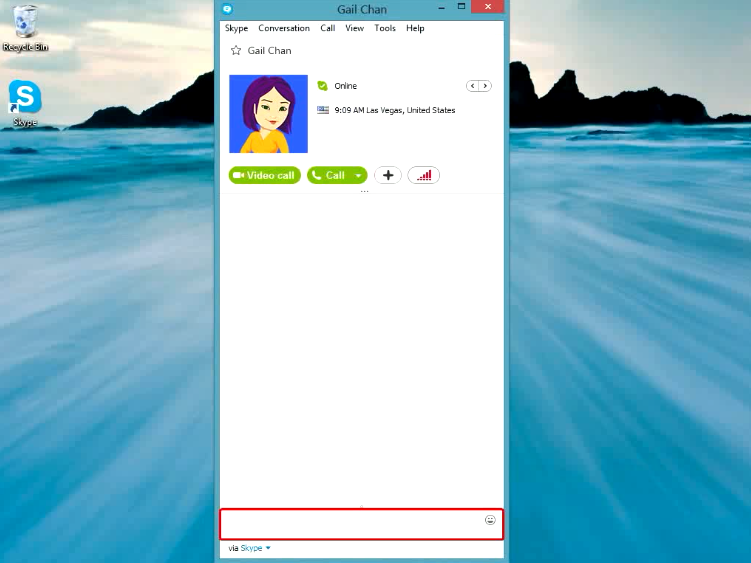 Gail Chan
Recycle Bin
Skype Conversation Call View Tools Help
Gail Chan
Online
Skype
9:09 AM Las Vegas, United States
Video call
Call
via Skype